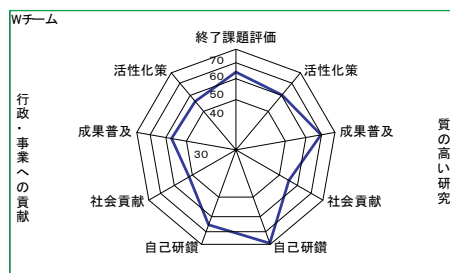 Wチーム
終了課題評価
活性化策
活性化策
70
60
50
40
30
成果普及
成果普及
社会貢献
社会貢献
自己研鑽
自己研鑽
行政・事業への貢献
質の高い研究